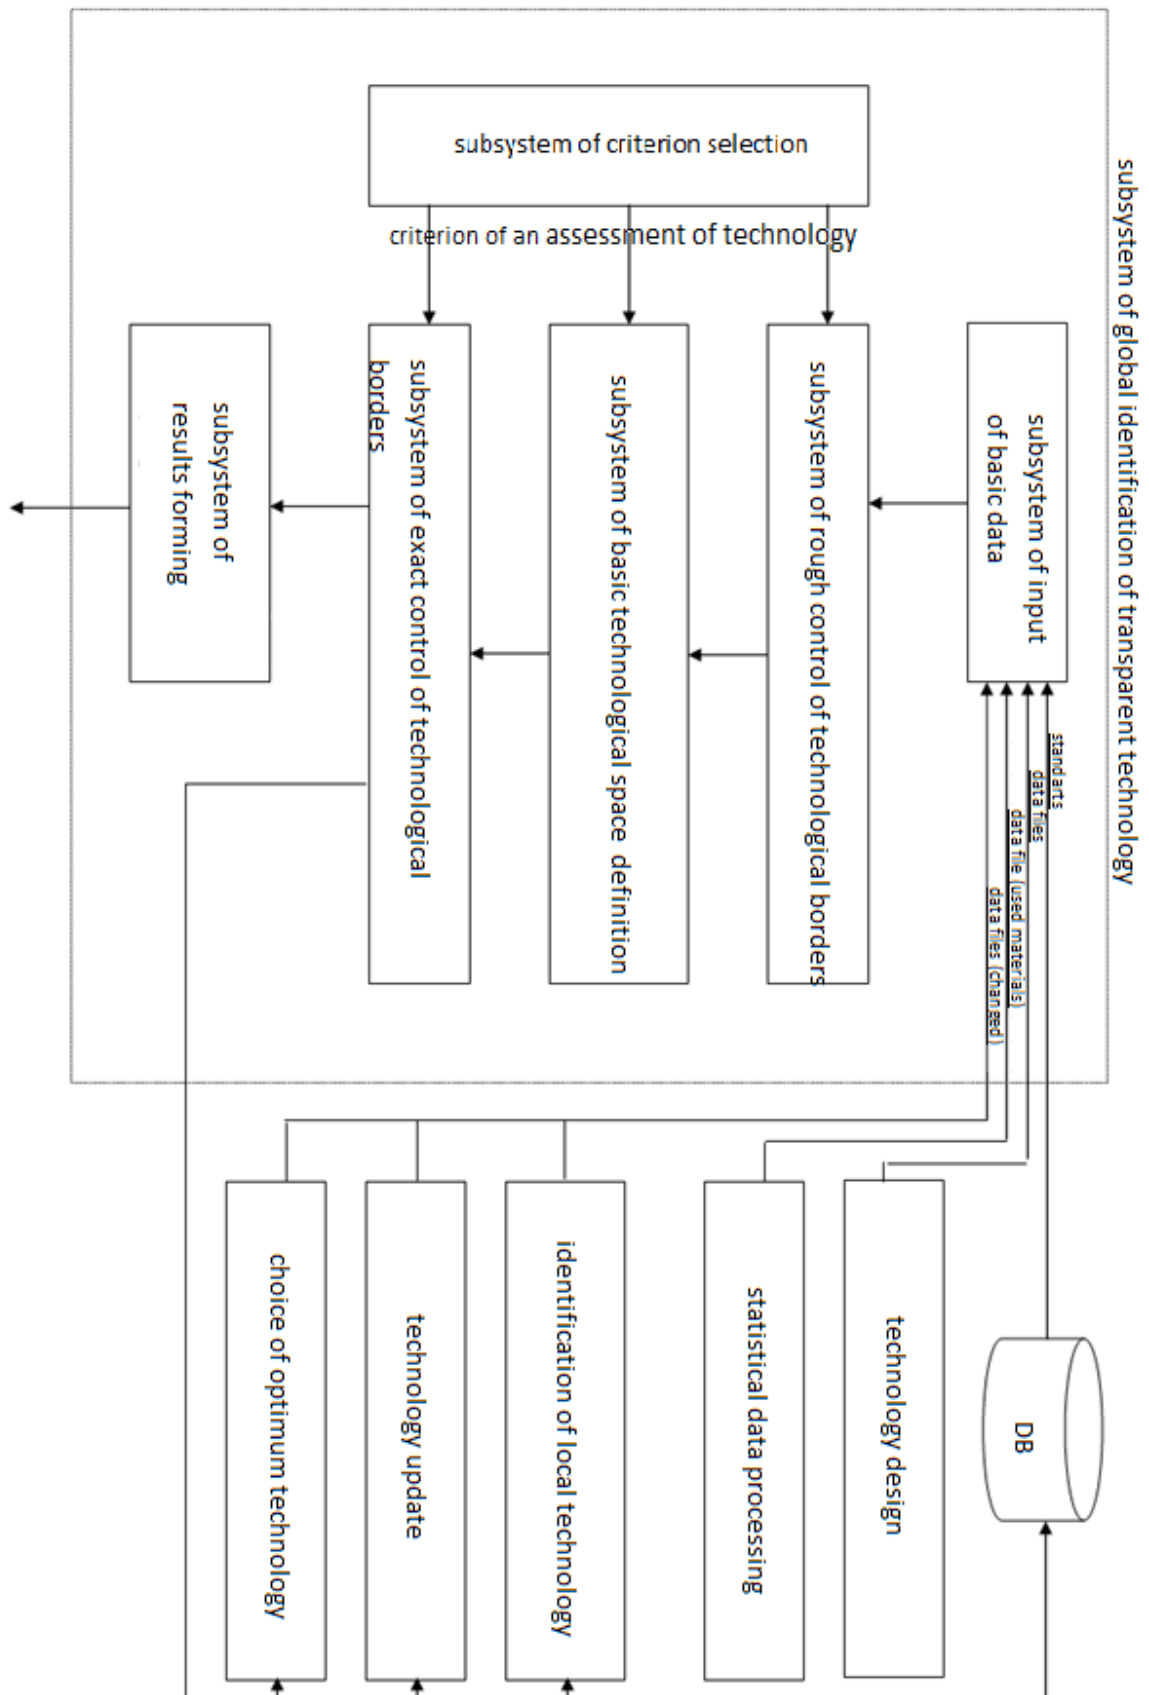 subsystem of global identification of transparent technology
subsystem of criterion selection
criterion of an assessment of technology
subsystem of input
of basic data
subsystem of rough control of technological borders
subsystem of basic technological space definition
subsystem of exact control of technological
borders
subsystem of
results forming
standarts
data files
data file (used materials)
data files (changed)
DB
technology design
statistical data processing
identification of local technology
technology update
choice of optimum technology